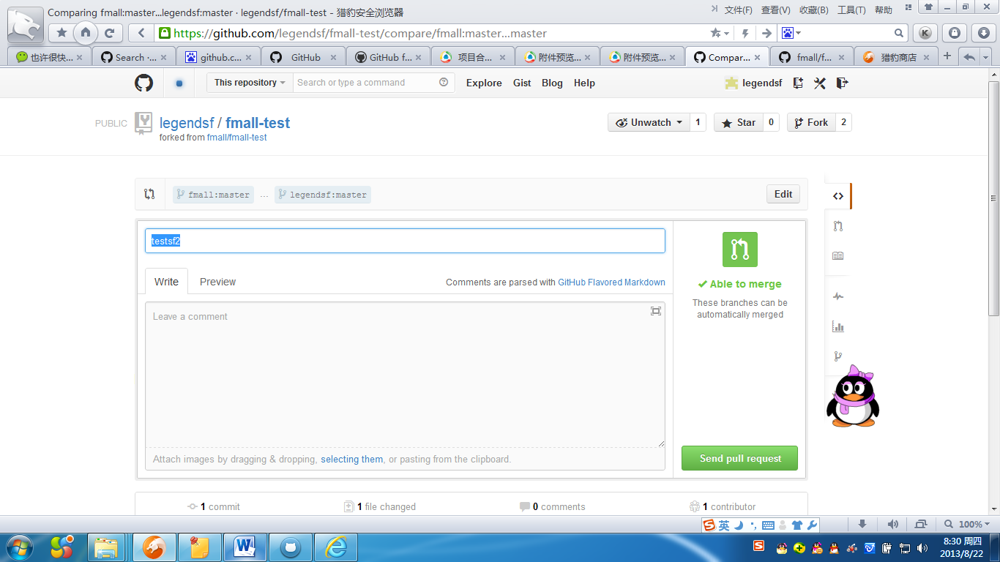 Comparing fmall:master...legendsf:master · legendsf/fmall-test - 猎豹安全浏览器
文件(F) 查看(V) 收藏(B) 工具(T) 帮助
https://github.com/legendsf/fmall-test/compare/fmall:master...master
也许很快... Search ·... github.c... GitHub GitHub f... 项目合... 附件预览... 附件预览... Compar... fmall/f... 猎豹商店
This repository Search or type a command Explore Gist Blog Help legendsf
PUBLIC legendsf / fmall-test
forked from fmall/fmall-test
Unwatch 1 Star 0 Fork 2
fmall:master ... legendsf:master Edit
testsf2
Write Preview Comments are parsed with GitHub Flavored Markdown
Able to merge
These branches can be
automatically merged
Leave a comment
Attach images by dragging & dropping, selecting them, or pasting from the clipboard.
Send pull request
1 commit 1 file changed 0 comments 1 contributor
英
100%
8:30 周四
2013/8/22